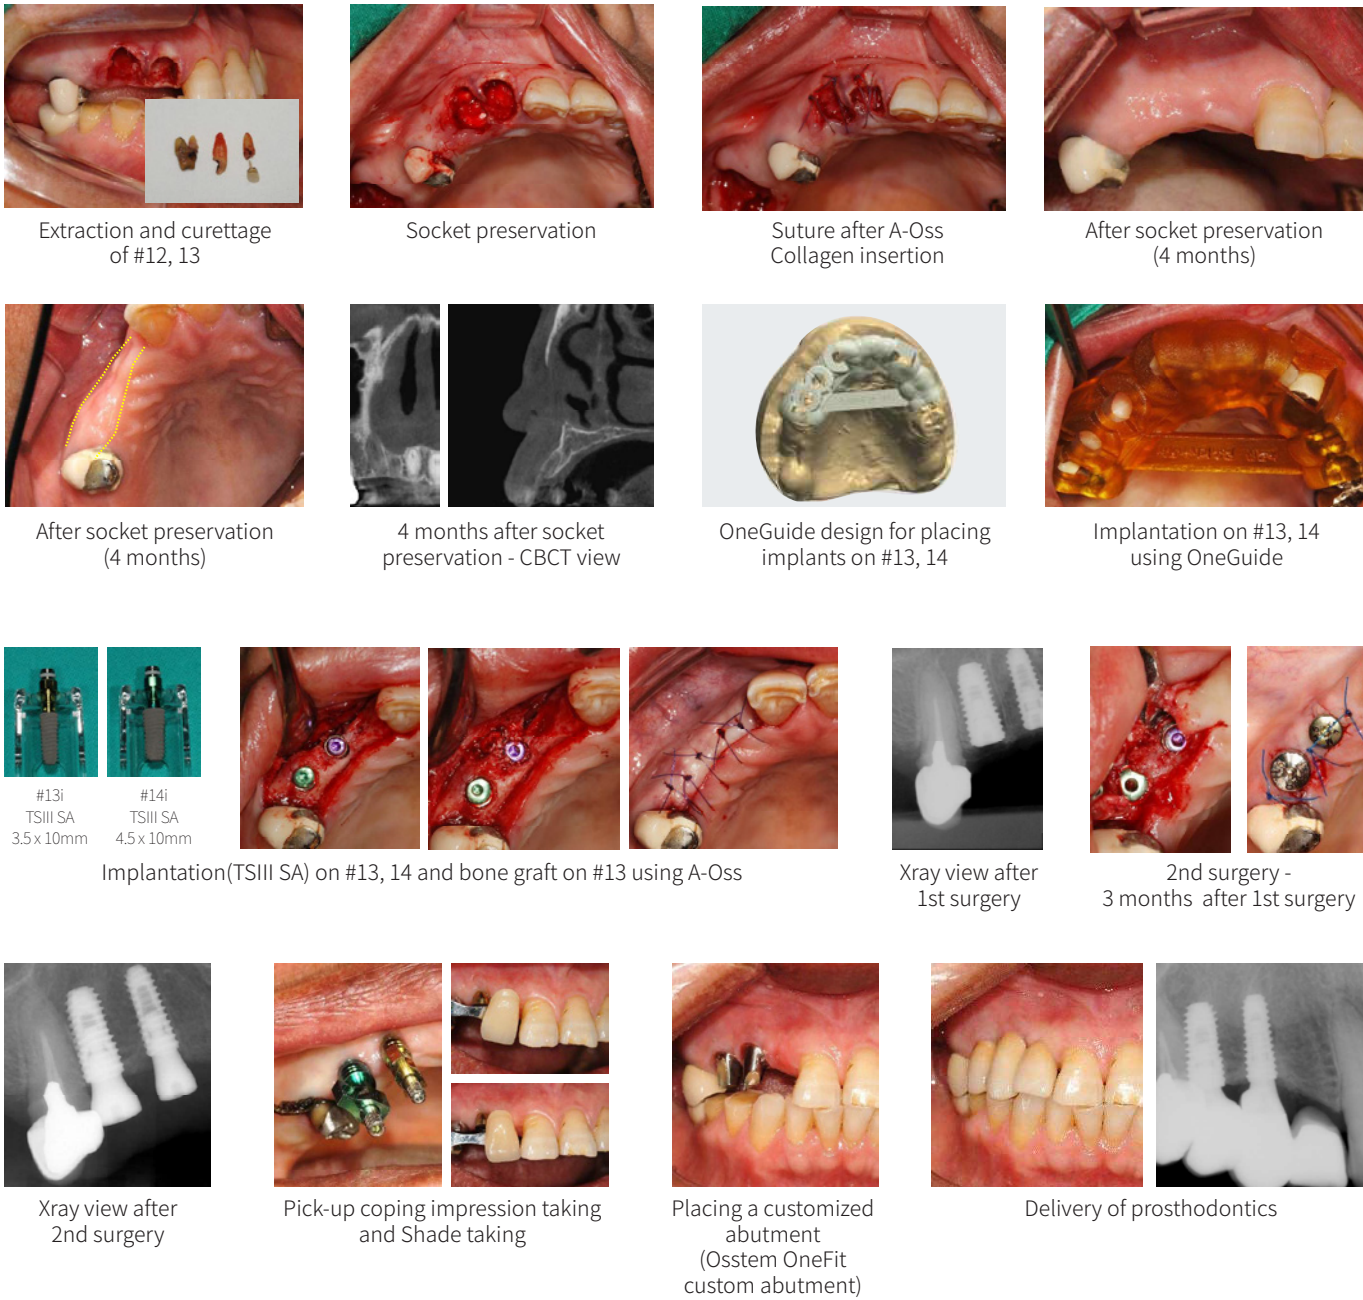 Extraction and curettage
of #12, 13
Socket preservation
Suture after A-Oss
Collagen insertion
After socket preservation
(4 months)
After socket preservation
(4 months)
4 months after socket
preservation - CBCT view
OneGuide design for placing
implants on #13, 14
Implantation on #13, 14
using OneGuide
#13i
TSIII SA
3.5 x 10mm
#14i
TSIII SA
4.5 x 10mm
Implantation(TSIII SA) on #13, 14 and bone graft on #13 using A-Oss
Xray view after
1st surgery
2nd surgery -
3 months after 1st surgery
Xray view after
2nd surgery
Pick-up coping impression taking
and Shade taking
Placing a customized
abutment
(Osstem OneFit
custom abutment)
Delivery of prosthodontics